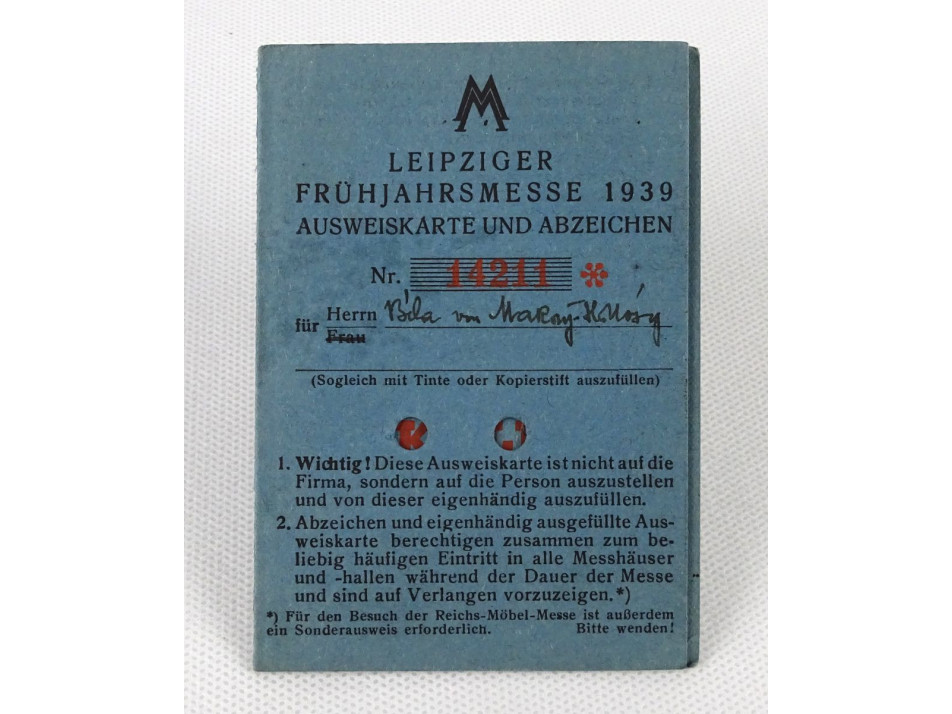 LEIPZIGER
FRÜHJAHRSMESSE 1939
AUSWEISKARTE UND ABZEICHEN
Nr. 14211
für Herrn Béla von Makay-Hollósy
Frau
(Sogleich mit Tinte oder Kopierstift auszufüllen)
1. Wichtig! Diese Ausweiskarte ist nicht auf die
Firma, sondern auf die Person auszustellen
und von dieser eigenhändig auszufüllen.
2. Abzeichen und eigenhändig ausgefüllte Aus-
weiskarte berechtigen zusammen zum be-
liebig häufigen Eintritt in alle Messhäuser
und -hallen während der Dauer der Messe
und sind auf Verlangen vorzuzeigen.*)
*) Für den Besuch der Reichs-Möbel-Messe ist außerdem
ein Sonderausweis erforderlich. Bitte wenden!